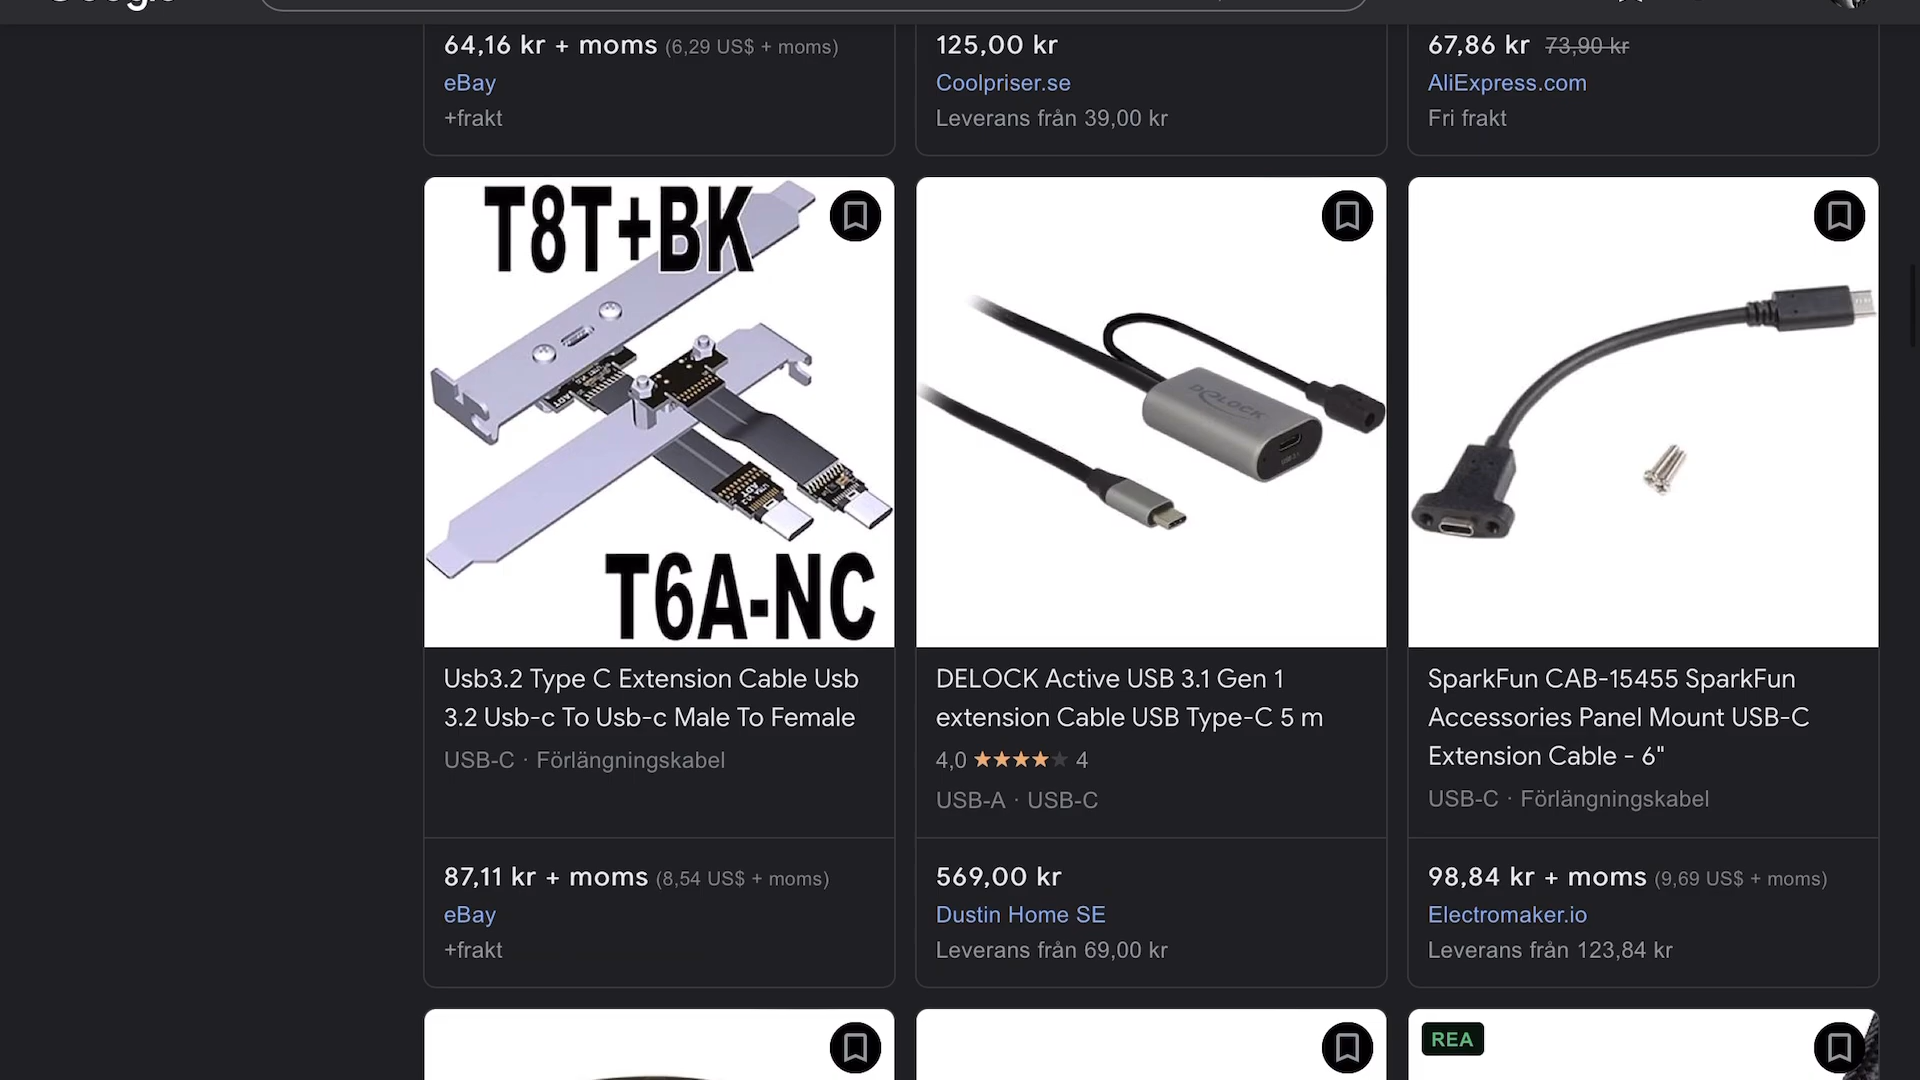 64,16 kr + moms (6,29 US$ + moms)
eBay
+frakt
125,00 kr
Coolpriser.se
Leverans från 39,00 kr
67,86 kr 73,90 kr
AliExpress.com
Fri frakt
T8T+BK
T6A-NC
DELOCK
Usb3.2 Type C Extension Cable Usb
3.2 Usb-c To Usb-c Male To Female
USB-C · Förlängningskabel
87,11 kr + moms (8,54 US$ + moms)
eBay
+frakt
DELOCK Active USB 3.1 Gen 1
extension Cable USB Type-C 5 m
4,0 ★★★★★ 4
USB-A · USB-C
569,00 kr
Dustin Home SE
Leverans från 69,00 kr
SparkFun CAB-15455 SparkFun
Accessories Panel Mount USB-C
Extension Cable - 6"
USB-C · Förlängningskabel
98,84 kr + moms (9,69 US$ + moms)
Electromaker.io
Leverans från 123,84 kr
REA